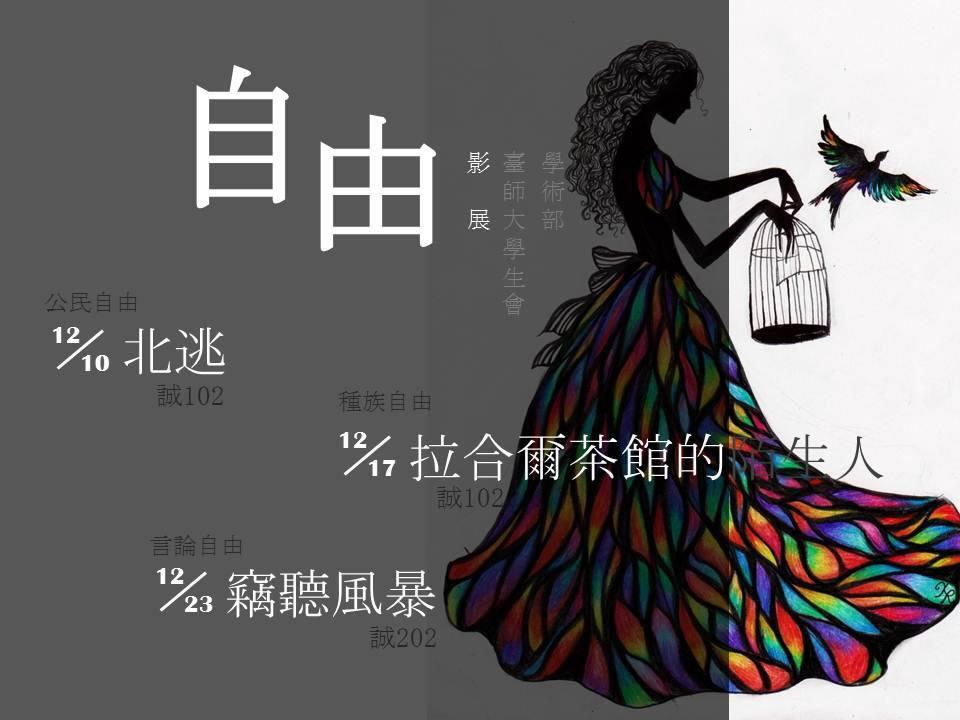 自由
影展
臺師大學生會
學術部
公民自由
12/10 北逃
誠102
種族自由
12/17 拉合爾茶館的陌生人
誠102
言論自由
12/23 竊聽風暴
誠202